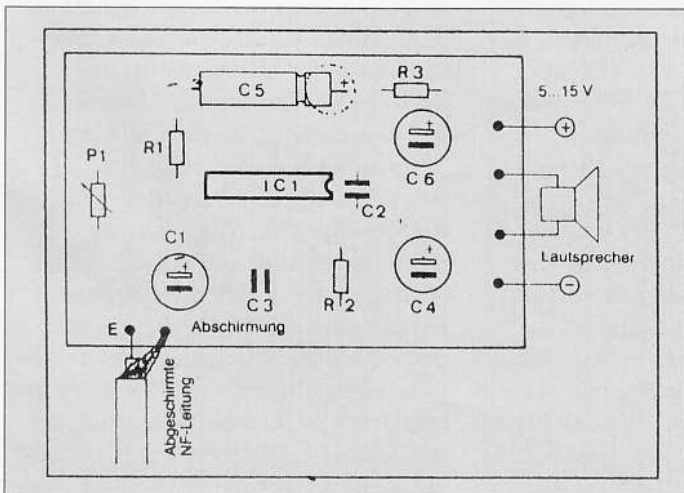 C5
R3
5...15 V
P1
R1
IC1
C6
C2
C1
Lautsprecher
C3
R2
C4
E
Abschirmung
Abgeschirmte
NF-Leitung